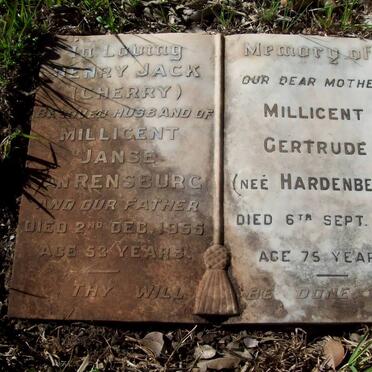 In Loving
HENRY JACK
(CHERRY)
BELOVED HUSBAND OF
MILLICENT
JANSE
RENSBURG
AND OUR FATHER
DIED 2ND DEC. 1955
AGE 53 YEARS.
THY WILL
Memory of
OUR DEAR MOTHE
MILLICENT
GERTRUDE
(NEÉ HARDENBE
DIED 6TH SEPT.
AGE 75 YEAR
BE DONE